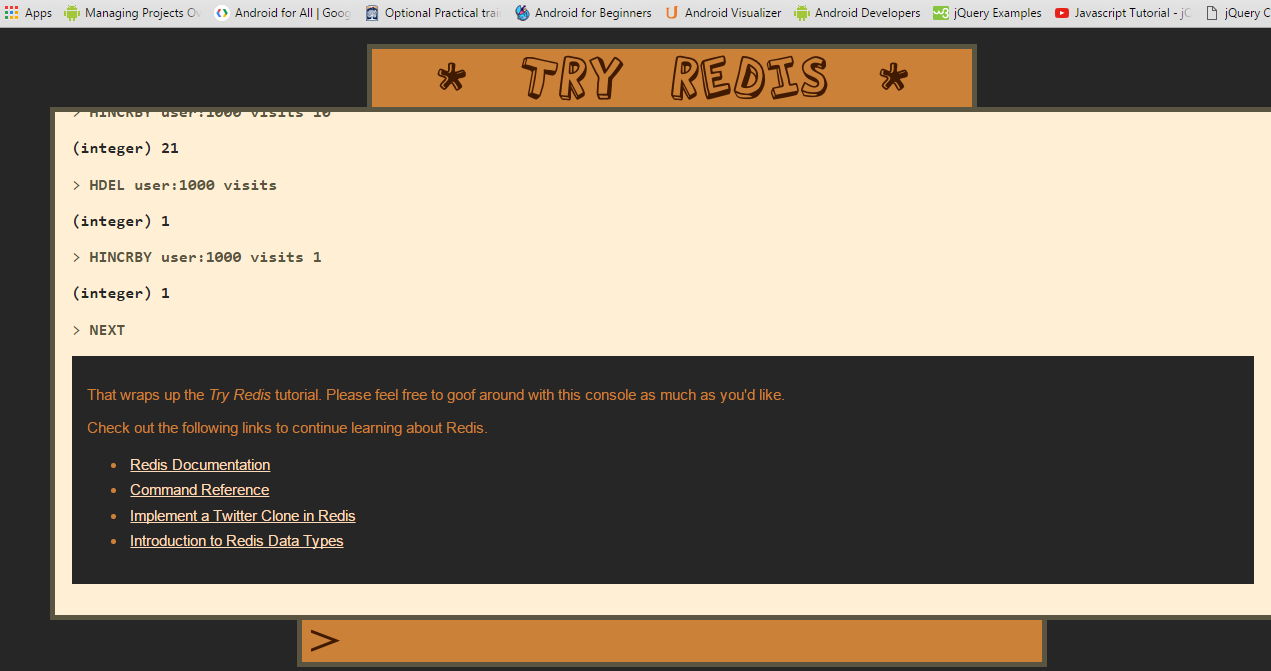 Apps Managing Projects Ov Android for All | Goog Optional Practical trai Android for Beginners Android Visualizer Android Developers jQuery Examples Javascript Tutorial - jC jQuery C
* TRY REDIS *
> HINCRBY user:1000 visits 10
(integer) 21
> HDEL user:1000 visits
(integer) 1
> HINCRBY user:1000 visits 1
(integer) 1
> NEXT
That wraps up the Try Redis tutorial. Please feel free to goof around with this console as much as you'd like.
Check out the following links to continue learning about Redis.
• Redis Documentation
• Command Reference
• Implement a Twitter Clone in Redis
• Introduction to Redis Data Types
>